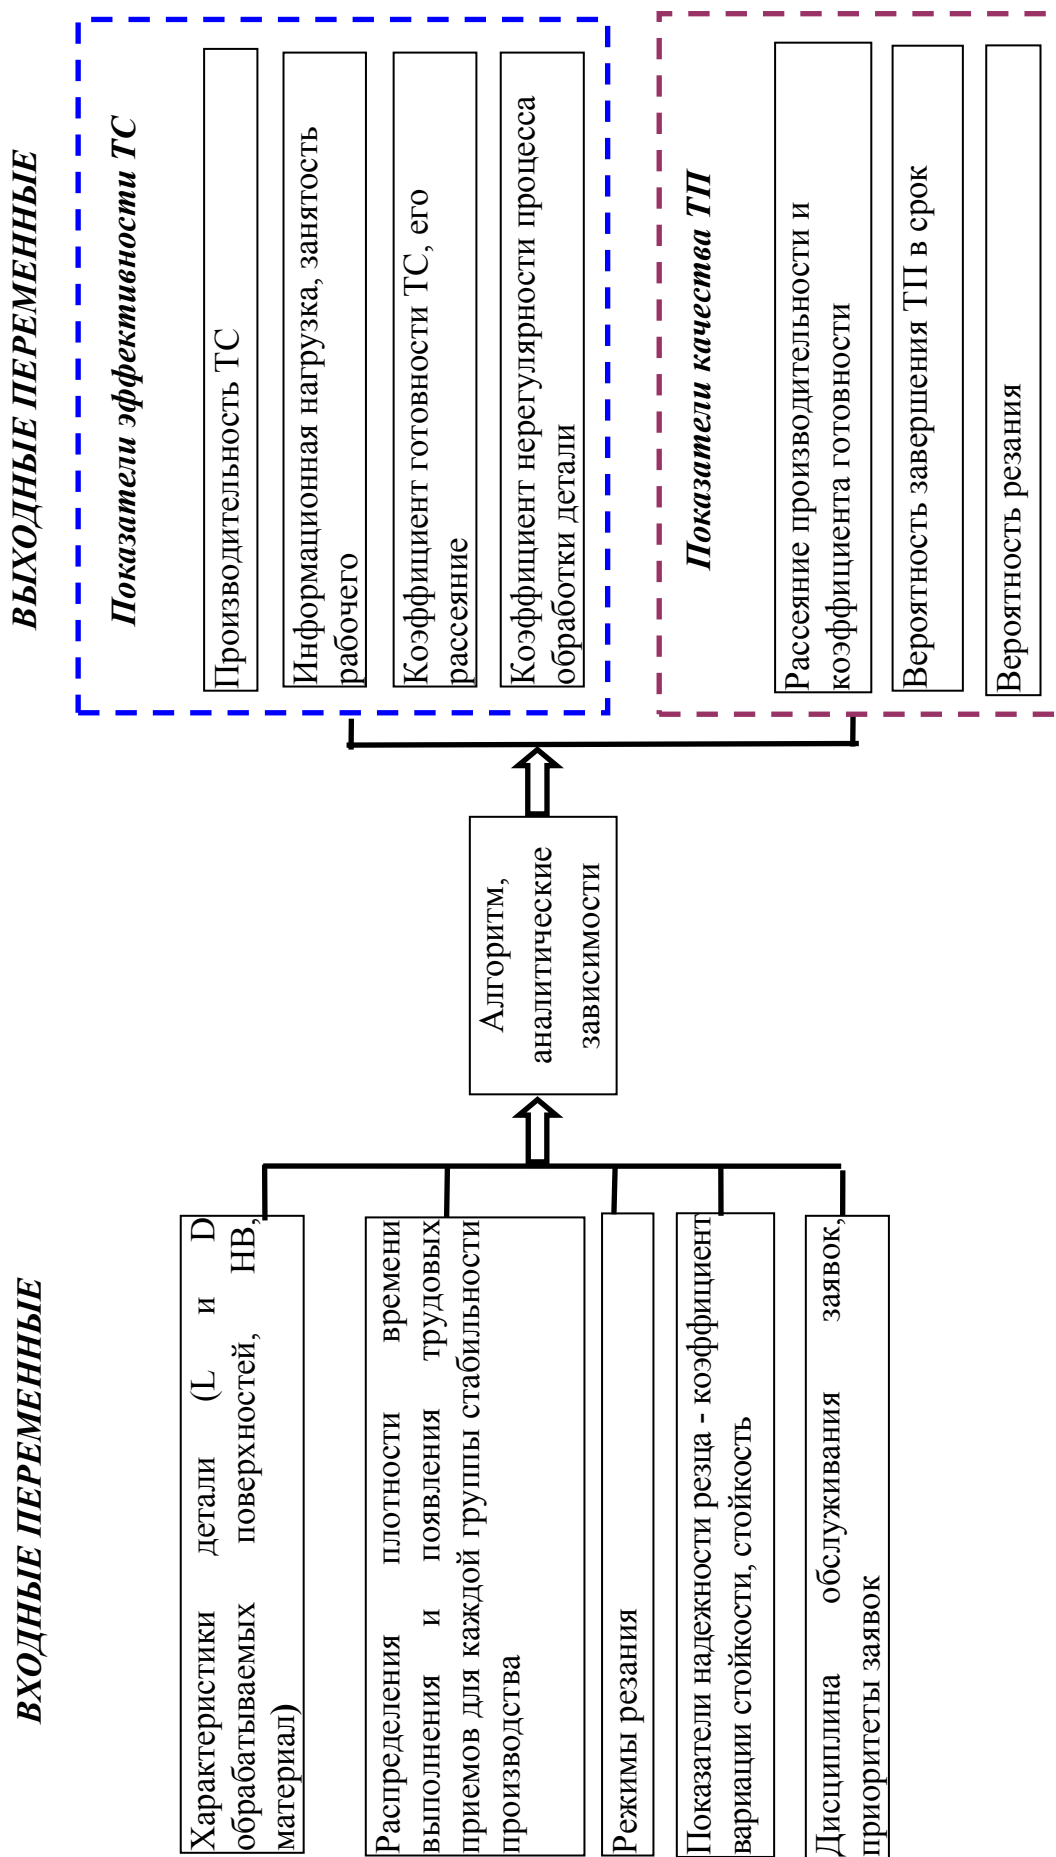 ВХОДНЫЕ ПЕРЕМЕННЫЕ
Характеристики детали (L и D
обрабатываемых поверхностей, НВ,
материал)
Распределения плотности времени
выполнения и появления трудовых
приемов для каждой группы стабильности
производства
Режимы резания
Показатели надежности резца - коэффициент
вариации стойкости, стойкость
Дисциплина обслуживания заявок,
приоритеты заявок
Алгоритм,
аналитические
зависимости
ВЫХОДНЫЕ ПЕРЕМЕННЫЕ
Показатели эффективности ТС
Производительность ТС
Информационная нагрузка, занятость
рабочего
Коэффициент готовности ТС, его
рассеяние
Коэффициент нерегулярности процесса
обработки детали
Показатели качества ТП
Рассеяние производительности и
коэффициента готовности
Вероятность завершения ТП в срок
Вероятность резания